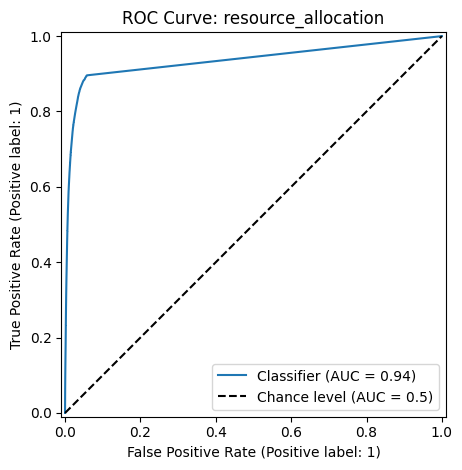 ROC Curve: resource_allocation
True Positive Rate (Positive label: 1)
1.0
0.8
0.6
0.4
0.2
0.0
Classifier (AUC = 0.94)
Chance level (AUC = 0.5)
0.0 0.2 0.4 0.6 0.8 1.0
False Positive Rate (Positive label: 1)